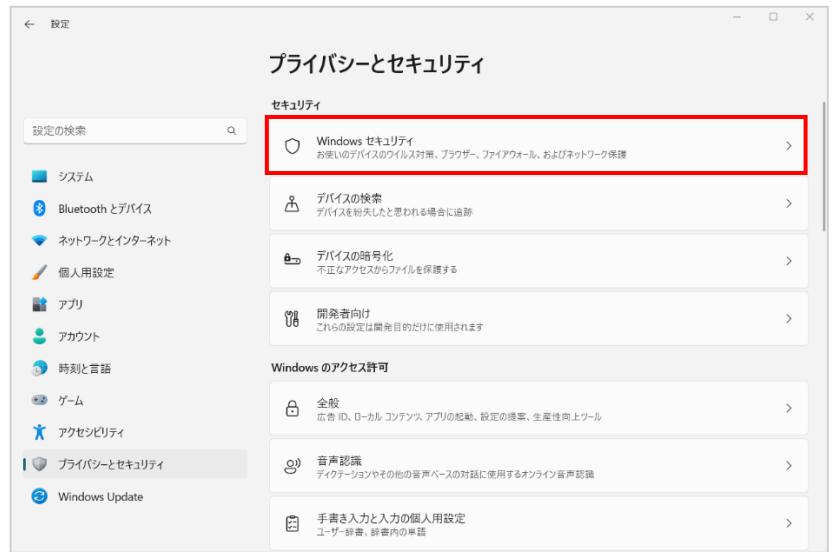 設定
プライバシーとセキュリティ
セキュリティ
設定の検索
Windows セキュリティ
お使いのデバイスのウイルス対策、ブラウザー、ファイアウォール、およびネットワーク保護
システム
デバイスの検索
デバイスを紛失したと思われる場合に追跡
Bluetooth とデバイス
ネットワークとインターネット
デバイスの暗号化
不正なアクセスからファイルを保護する
個人用設定
アプリ
開発者向け
これらの設定は開発目的だけに使用されます
アカウント
時刻と言語
Windows のアクセス許可
ゲーム
全般
広告 ID、ローカル コンテンツ、アプリの起動、設定の提案、生産性向上ツール
アクセシビリティ
プライバシーとセキュリティ
音声認識
ディクテーションやその他の音声ベースの対話に使用するオンライン音声認識
Windows Update
手書き入力と入力の個人用設定
ユーザー辞書、辞書内の単語